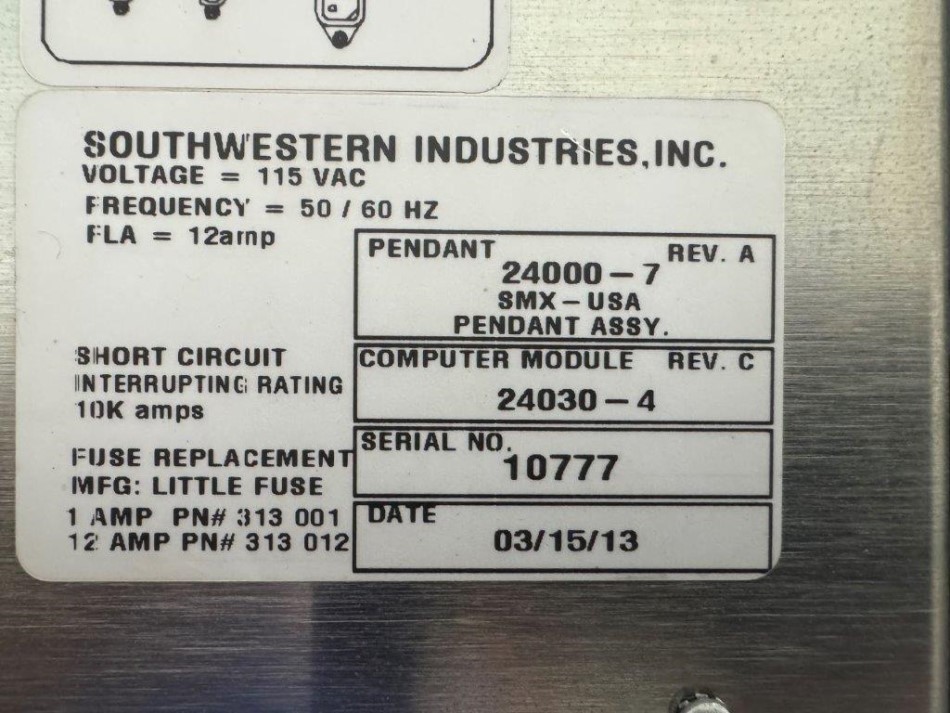 SOUTHWESTERN INDUSTRIES, INC.
VOLTAGE = 115 VAC
FREQUENCY = 50 / 60 HZ
FLA = 12amp
PENDANT REV. A
24000 – 7
SMX – USA
PENDANT ASSY.
SHORT CIRCUIT
INTERRUPTING RATING
10K amps
COMPUTER MODULE REV. C
24030 – 4
FUSE REPLACEMENT
MFG: LITTLE FUSE
1 AMP PN# 313 001
12 AMP PN# 313 012
SERIAL NO.
10777
DATE
03/15/13